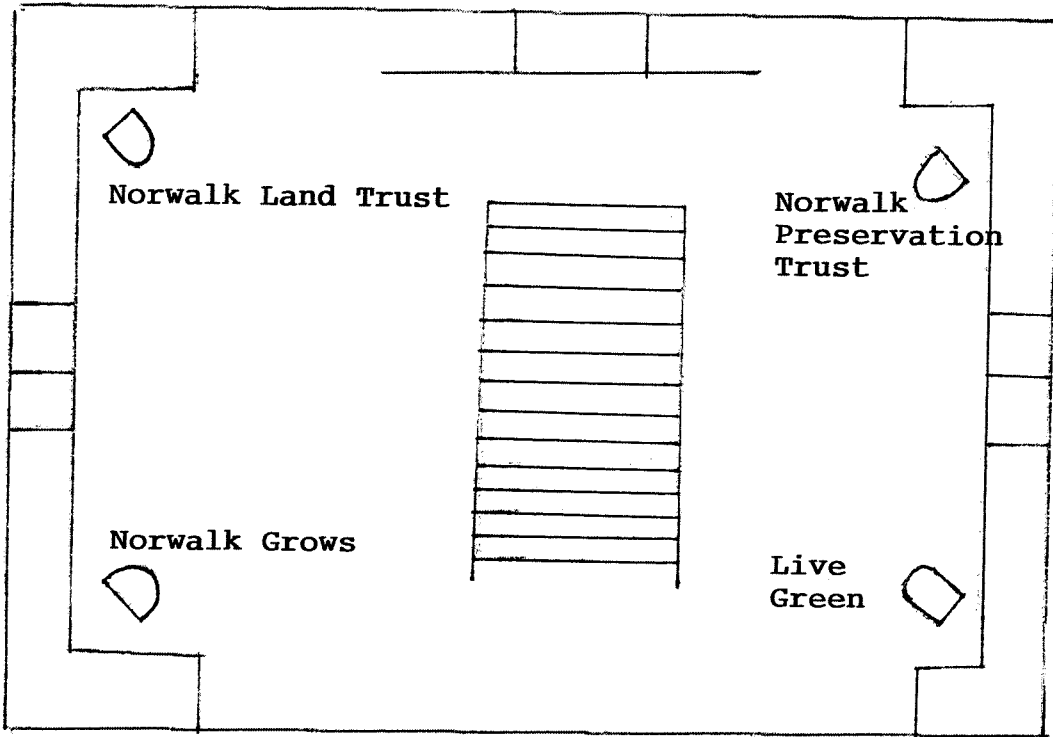 Norwalk Land Trust
Norwalk
Preservation
Trust
Norwalk Grows
Live
Green